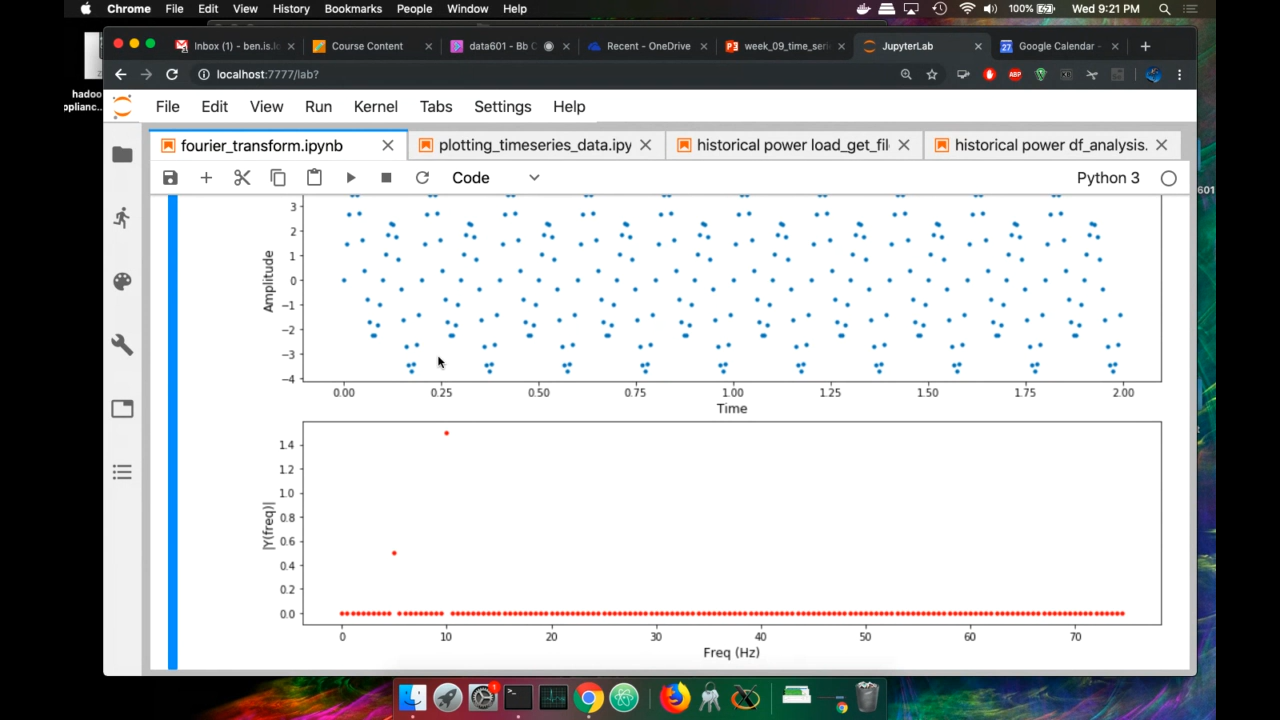 Chrome File Edit View History Bookmarks People Window Help 100% Wed 9:21 PM
Inbox (1) - ben.is.lo Course Content data601 - Bb C Recent - OneDrive week_09_time_seri JupyterLab Google Calendar -
localhost:7777/lab?
hadoo
pplianc...
File Edit View Run Kernel Tabs Settings Help
fourier_transform.ipynb plotting_timeseries_data.ipy historical power load_get_fil historical power df_analysis.
Code Python 3
601
3
2
1
0
−1
−2
−3
−4
Amplitude
0.00 0.25 0.50 0.75 1.00 1.25 1.50 1.75 2.00
Time
1.4
1.2
1.0
0.8
0.6
0.4
0.2
0.0
|Y(freq)|
0 10 20 30 40 50 60 70
Freq (Hz)